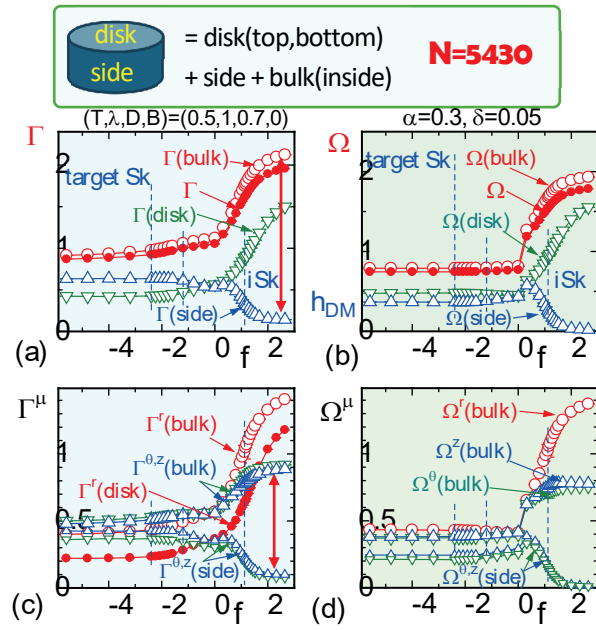 disk
side
= disk(top,bottom)
+ side + bulk(inside)
N=5430
(T,λ,D,B)=(0.5,1,0.7,0)
α=0.3, δ=0.05
Γ
2
1
0
target Sk
Γ(bulk)
Γ
Γ(disk)
iSk
Γ(side)
-4 -2 0 2
f
(a)
Ω
2
1
0
target Sk
Ω(bulk)
Ω
Ω(disk)
iSk
h_DM
Ω(side)
-4 -2 0 2
f
(b)
Γ^μ
1
0.5
0
Γ^r(bulk)
Γ^θ,z(bulk)
Γ^r(disk)
Γ^θ,z(side)
-4 -2 0 2
f
(c)
Ω^μ
1
0.5
0
Ω^r(bulk)
Ω^z(bulk)
Ω^θ(bulk)
Ω^θ,z(side)
-4 -2 0 2
f
(d)